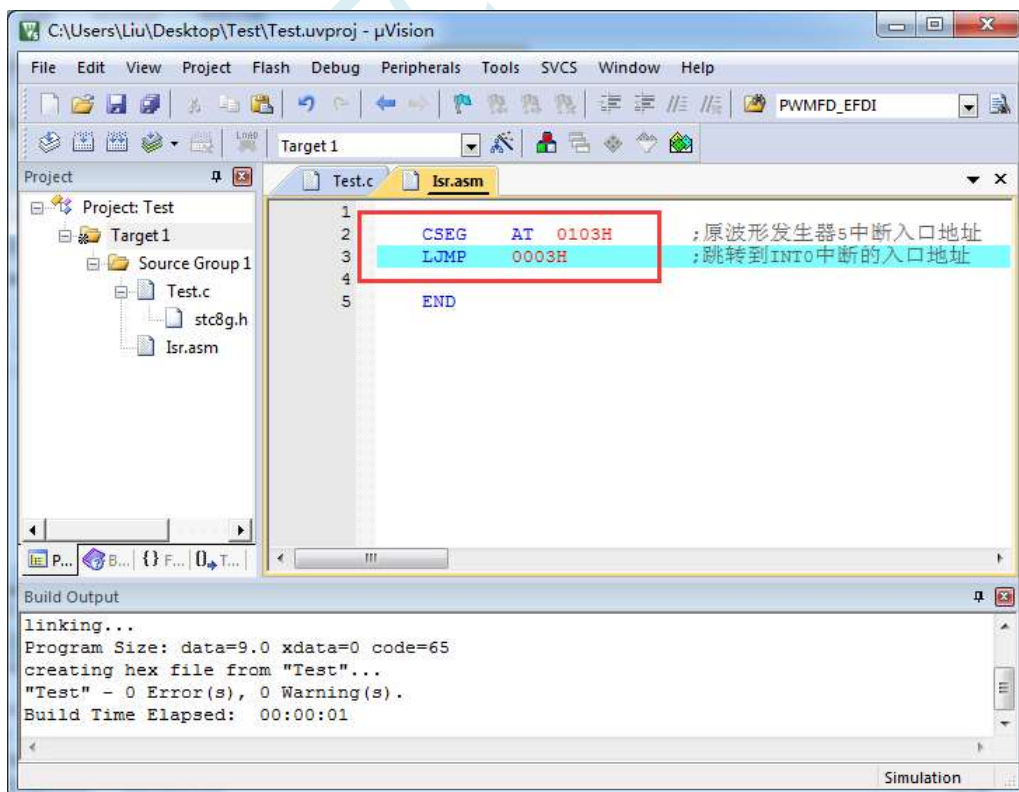 C:\Users\Liu\Desktop\Test\Test.uvproj - µVision
File Edit View Project Flash Debug Peripherals Tools SVCS Window Help
PWMFD_EFDI
LOAD Target 1
Project
Test.c Isr.asm
Project: Test
Target 1
Source Group 1
Test.c
stc8g.h
Isr.asm
1
2 CSEG AT 0103H ;原波形发生器5中断入口地址
3 LJMP 0003H ;跳转到INT0中断的入口地址
4
5 END
P... B... {} F... 0 T...
Build Output
linking...
Program Size: data=9.0 xdata=0 code=65
creating hex file from "Test"...
"Test" - 0 Error(s), 0 Warning(s).
Build Time Elapsed: 00:00:01
Simulation